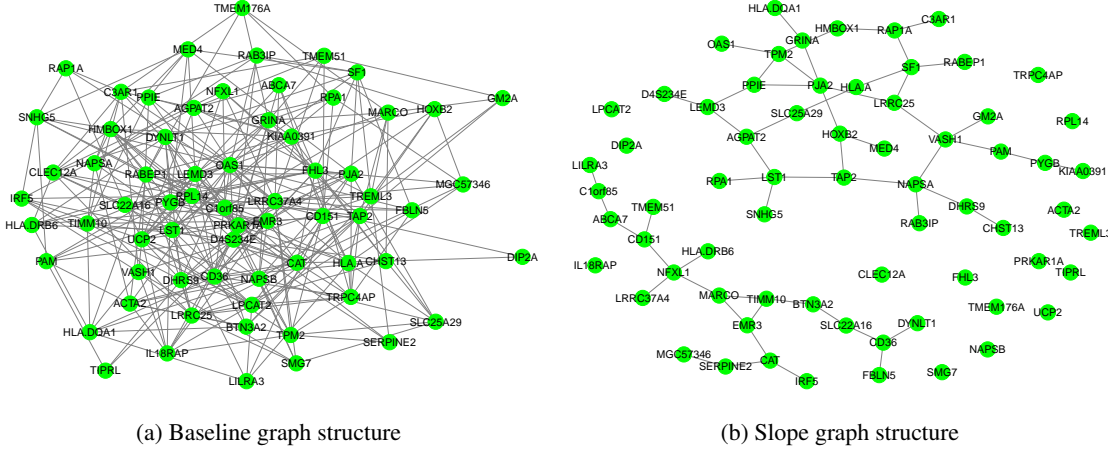 TMEM176A
MED4
RAB3IP
TMEM51
RAP1A
SF1
C3AR1
PPIE
NFXL1
ABCA7
RPA1
GM2A
AGPAT2
MARCO
HOXB2
SNHG5
HMBOX1
GRINA
DYNLT1
KIAA0391
NAPSA
OAS1
CLEC12A
RABEP1
LEMD3
FHL3
PJA2
MGC57346
IRF5
RPL14
TREML3
SLC22A16
PYGB
LRRC37A4
C1orf85
FBLN5
HLA.DRB6
TIMM10
EMR3
CD151
TAP2
PRKAR1A
LST1
UCP2
D4S234E
DIP2A
PAM
CAT
HLA.A
CHST13
VASH1
DHRS9
CD36
NAPSB
ACTA2
TRPC4AP
LPCAT2
LRRC25
SLC25A29
HLA.DQA1
BTN3A2
TPM2
SERPINE2
IL18RAP
SMG7
TIPRL
LILRA3
(a) Baseline graph structure
HLA.DQA1
C3AR1
HMBOX1
RAP1A
GRINA
OAS1
TPM2
RABEP1
SF1
TRPC4AP
PPIE
PJA2
HLA.A
D4S234E
LEMD3
LRRC25
LPCAT2
SLC25A29
GM2A
RPL14
AGPAT2
HOXB2
VASH1
DIP2A
MED4
PAM
PYGB
LILRA3
KIAA0391
RPA1
LST1
TAP2
NAPSA
C1orf85
TMEM51
DHRS9
ACTA2
ABCA7
SNHG5
RAB3IP
CHST13
TREML3
CD151
HLA.DRB6
PRKAR1A
IL18RAP
NFXL1
CLEC12A
FHL3
TIPRL
LRRC37A4
MARCO
TIMM10
BTN3A2
TMEM176A
UCP2
EMR3
SLC22A16
DYNLT1
CD36
NAPSB
MGC57346
SERPINE2
CAT
IRF5
FBLN5
SMG7
(b) Slope graph structure